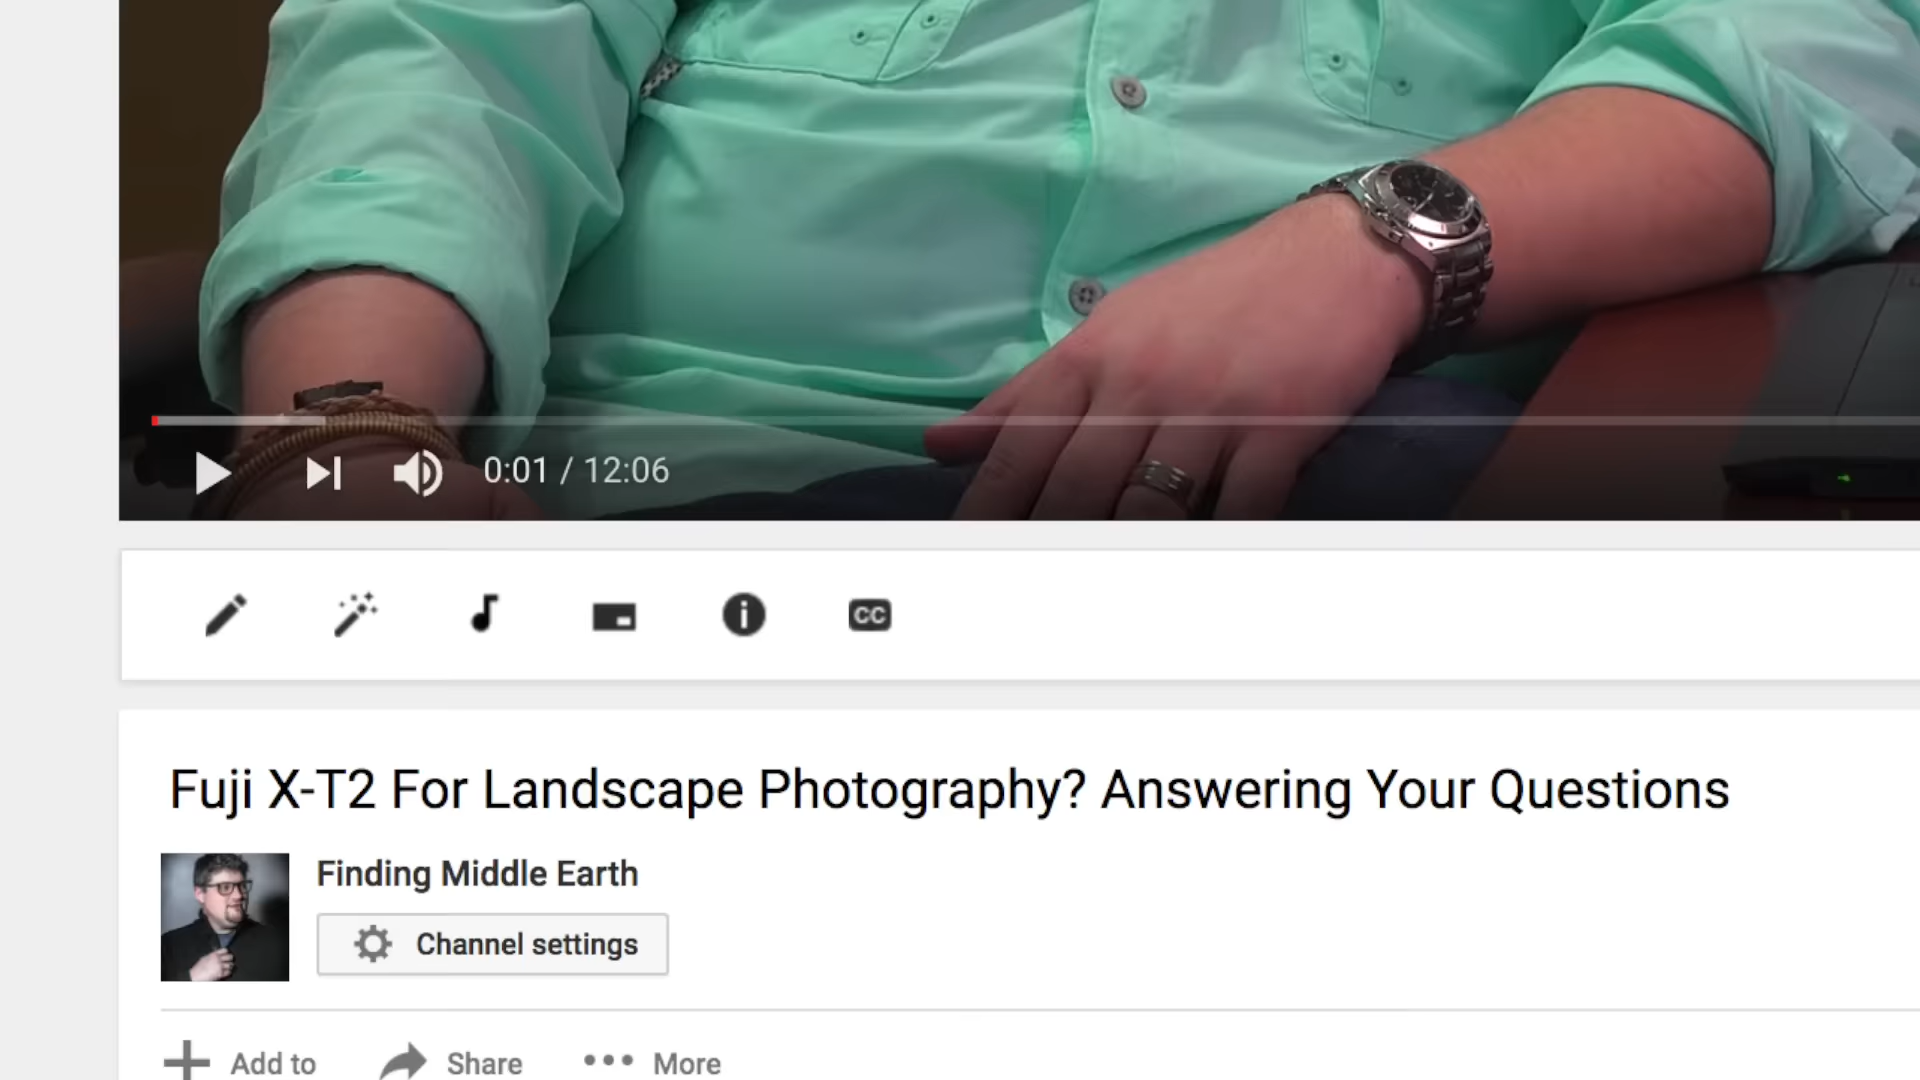 0:01 / 12:06
CC
Fuji X-T2 For Landscape Photography? Answering Your Questions
Finding Middle Earth
Channel settings
Add to Share More